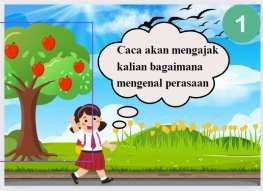 1
Caca akan mengajak
kalian bagaimana
mengenal perasaan